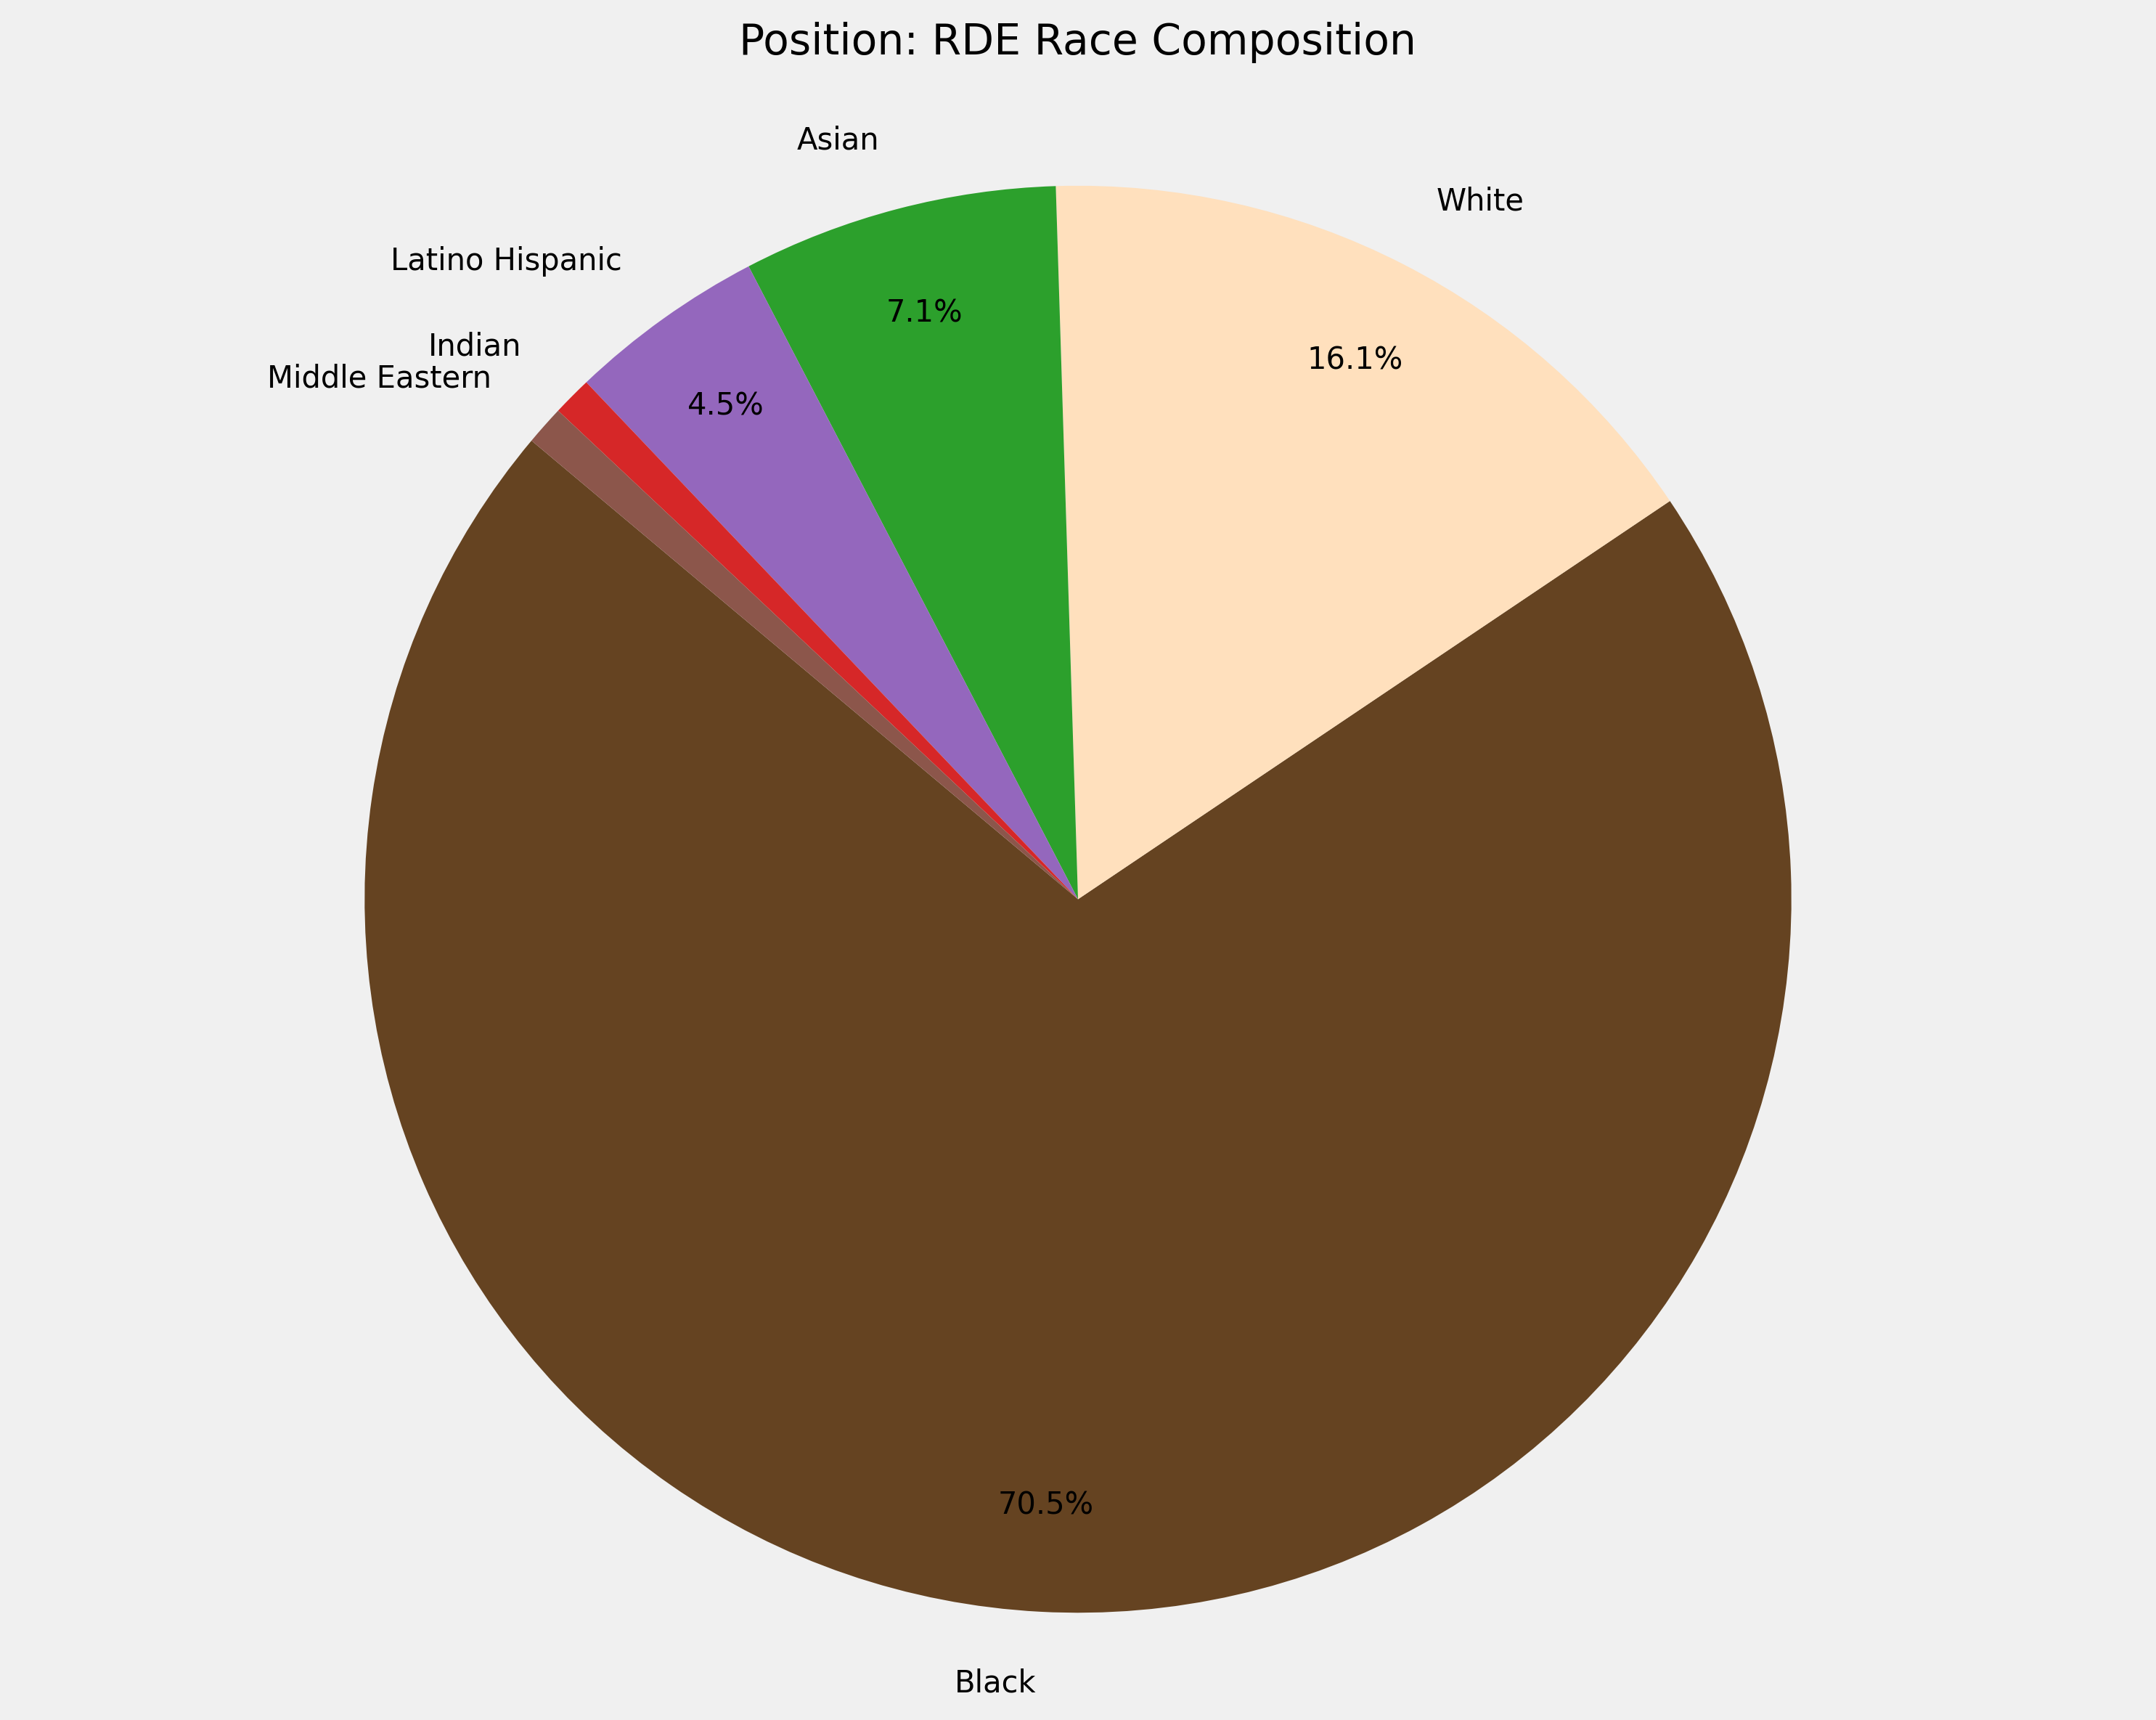 Position: RDE Race Composition
Asian
White
Latino Hispanic
7.1%
Indian
16.1%
Middle Eastern
4.5%
70.5%
Black